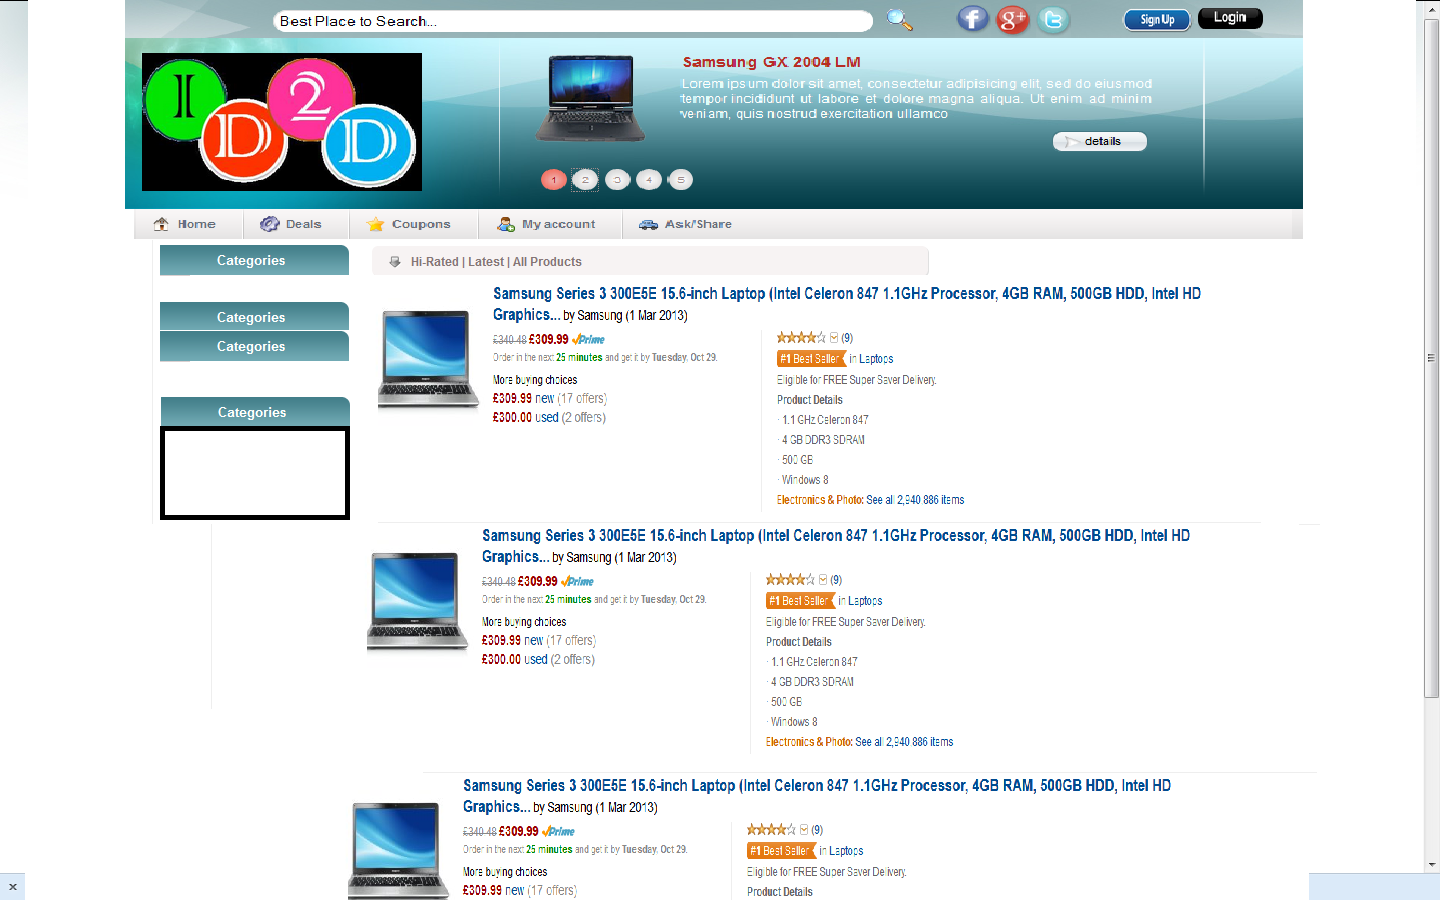 Best Place to Search...
Sign Up
Login
I D 2 D
Samsung GX 2004 LM
Lorem ipsum dolor sit amet, consectetur adipisicing elit, sed do eiusmod
tempor incididunt ut labore et dolore magna aliqua. Ut enim ad minim
veniam, quis nostrud exercitation ullamco
details
1 2 3 4 5
Home Deals Coupons My account Ask/Share
Categories
Categories
Categories
Categories
Hi-Rated | Latest | All Products
Samsung Series 3 300E5E 15.6-inch Laptop (Intel Celeron 847 1.1GHz Processor, 4GB RAM, 500GB HDD, Intel HD
Graphics... by Samsung (1 Mar 2013)
£340.48 £309.99 Prime
Order in the next 25 minutes and get it by Tuesday, Oct 29.
More buying choices
£309.99 new (17 offers)
£300.00 used (2 offers)
(9)
#1 Best Seller in Laptops
Eligible for FREE Super Saver Delivery.
Product Details
· 1.1 GHz Celeron 847
· 4 GB DDR3 SDRAM
· 500 GB
· Windows 8
Electronics & Photo: See all 2,940,886 items
Samsung Series 3 300E5E 15.6-inch Laptop (Intel Celeron 847 1.1GHz Processor, 4GB RAM, 500GB HDD, Intel HD
Graphics... by Samsung (1 Mar 2013)
£340.48 £309.99 Prime
Order in the next 25 minutes and get it by Tuesday, Oct 29.
More buying choices
£309.99 new (17 offers)
£300.00 used (2 offers)
(9)
#1 Best Seller in Laptops
Eligible for FREE Super Saver Delivery.
Product Details
· 1.1 GHz Celeron 847
· 4 GB DDR3 SDRAM
· 500 GB
· Windows 8
Electronics & Photo: See all 2,940,886 items
Samsung Series 3 300E5E 15.6-inch Laptop (Intel Celeron 847 1.1GHz Processor, 4GB RAM, 500GB HDD, Intel HD
Graphics... by Samsung (1 Mar 2013)
£340.48 £309.99 Prime
Order in the next 25 minutes and get it by Tuesday, Oct 29.
More buying choices
£309.99 new (17 offers)
(9)
#1 Best Seller in Laptops
Eligible for FREE Super Saver Delivery.
Product Details